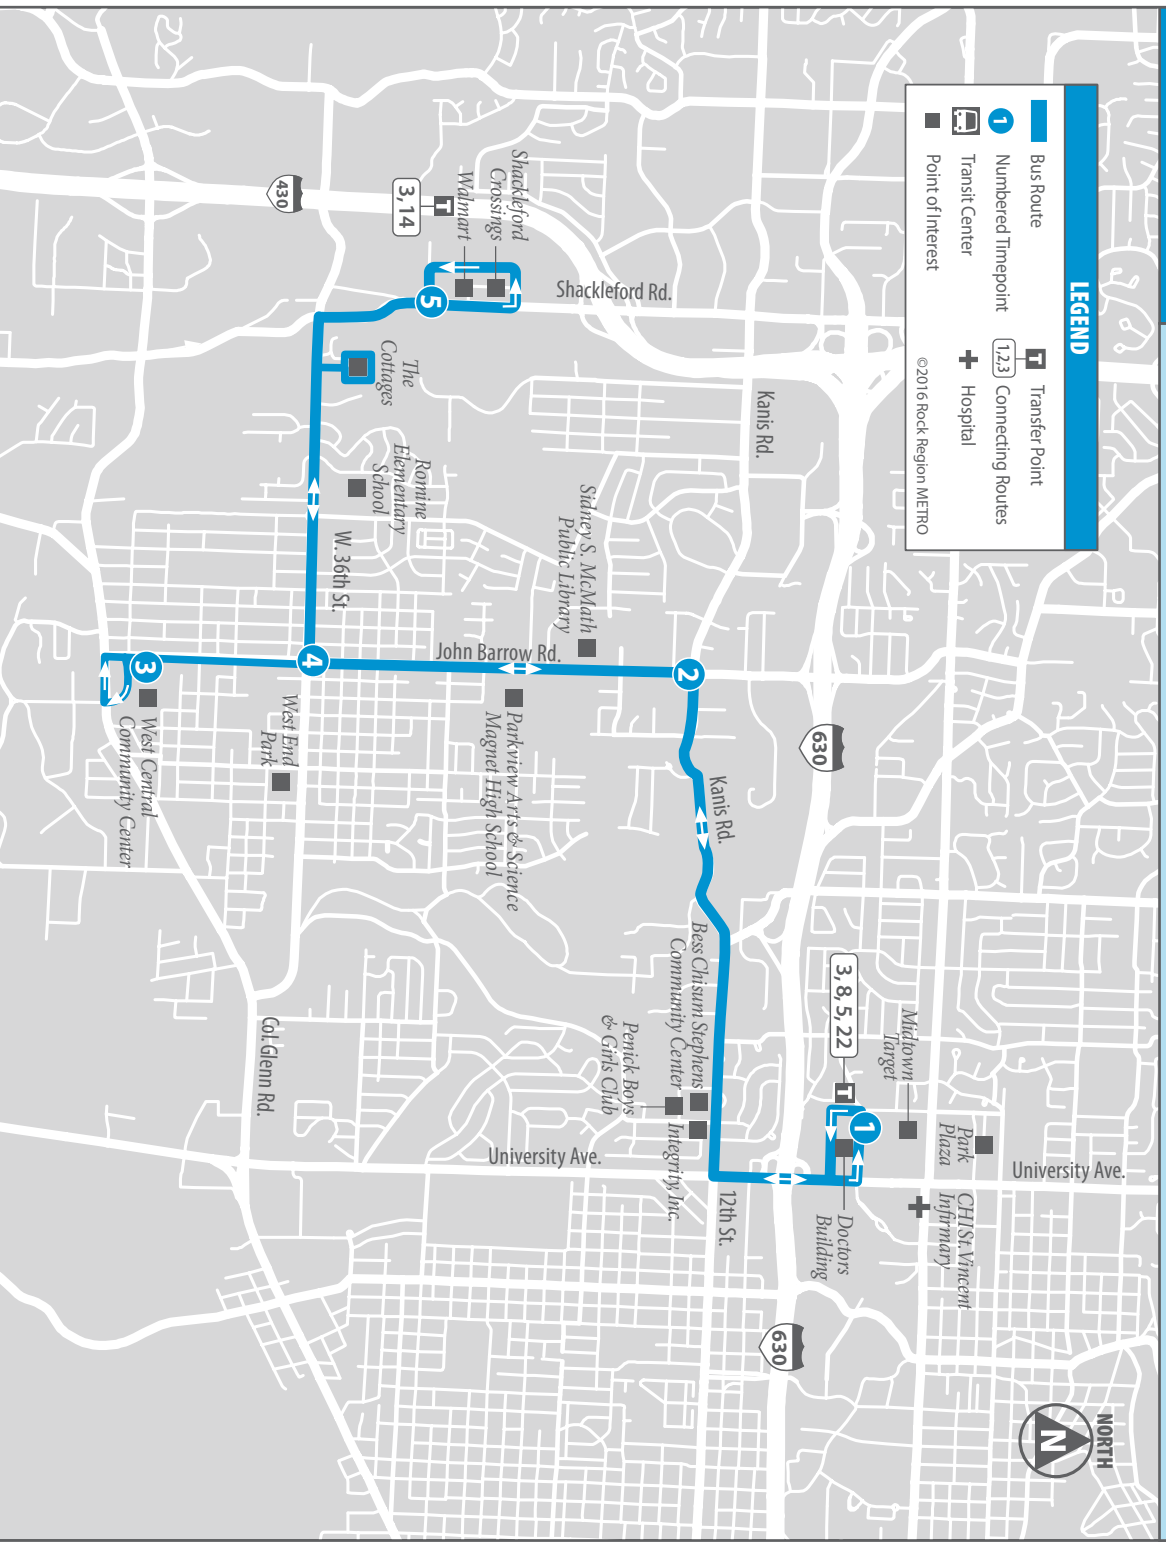 LEGEND
Bus Route
1
Numbered Timepoint
Transit Center
Point of Interest
T
Transfer Point
1,2,3
Connecting Routes
Hospital
©2016 Rock Region METRO
NORTH
N
430
3, 14
T
Shackleford
Crossings
Walmart
5
Shackleford Rd.
The
Cottages
Romine
Elementary
School
W. 36th St.
Kanis Rd.
Sidney S. McMath
Public Library
John Barrow Rd.
2
4
3
West Central
Community Center
West End
Park
Parkview Arts & Science
Magnet High School
630
Kanis Rd.
Bess Chisum Stephens
Community Center
Penick Boys
& Girls Club
Integrity, Inc.
Col. Glenn Rd.
University Ave.
12th St.
3, 8, 5, 22
T
1
Midtown
Target
Park
Plaza
University Ave.
CHI St. Vincent
Infirmary
Doctors
Building
630